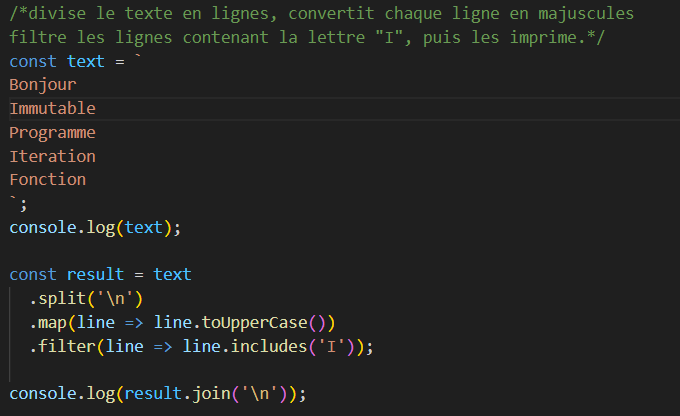 /*divise le texte en lignes, convertit chaque ligne en majuscules
filtre les lignes contenant la lettre "I", puis les imprime.*/
const text = `
Bonjour
Immutable
Programme
Iteration
Fonction
`;
console.log(text);

const result = text
  .split('\n')
  .map(line => line.toUpperCase())
  .filter(line => line.includes('I'));

console.log(result.join('\n'));